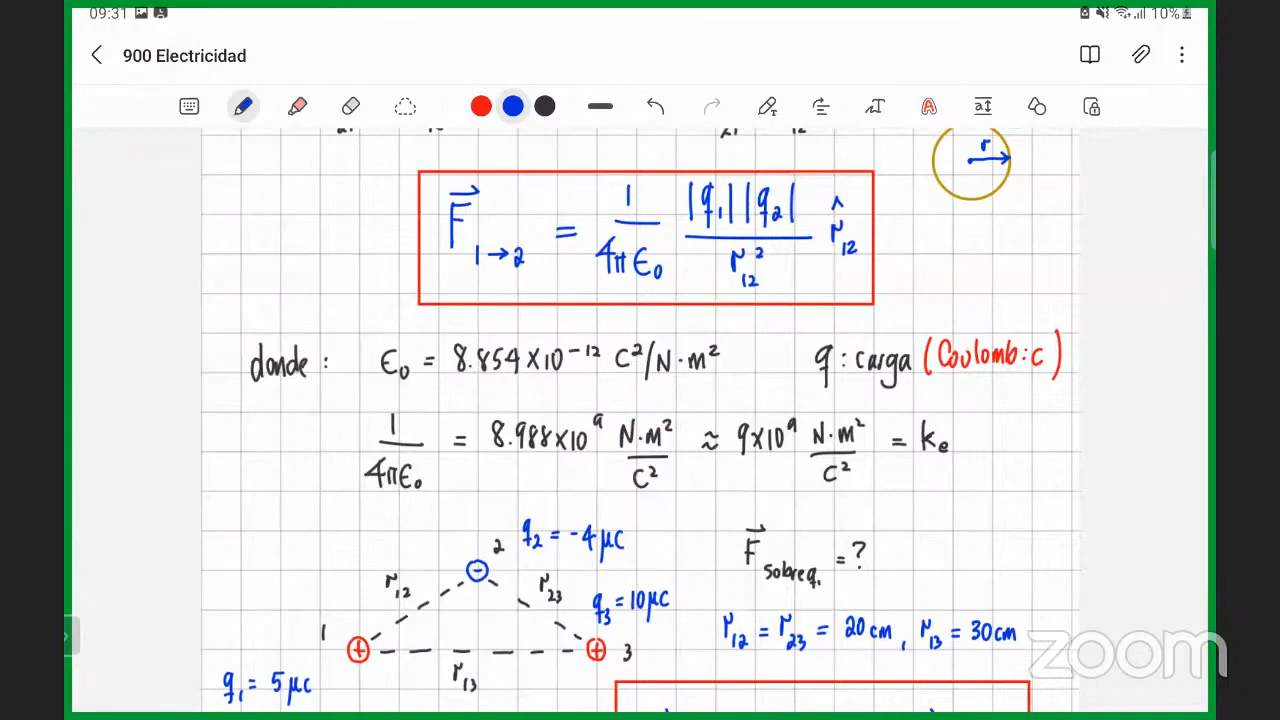 09:31
10%
900 Electricidad
r
F⃗ 1→2 = 1/(4πϵ₀) |q₁||q₂|/r₁₂² r̂₁₂
donde : ϵ₀ = 8.854×10⁻¹² C²/N·m² q : carga (Coulomb: C)
1/(4πϵ₀) = 8.988×10⁹ N·m²/C² ≈ 9×10⁹ N·m²/C² = ke
2 q₂ = -4 μC
F⃗ sobre q₁ = ?
r₁₂ r₂₃
q₃ = 10 μC
1 r₁₂ = r₂₃ = 20 cm, r₁₃ = 30 cm
3
r₁₃
q₁ = 5 μC
zoom